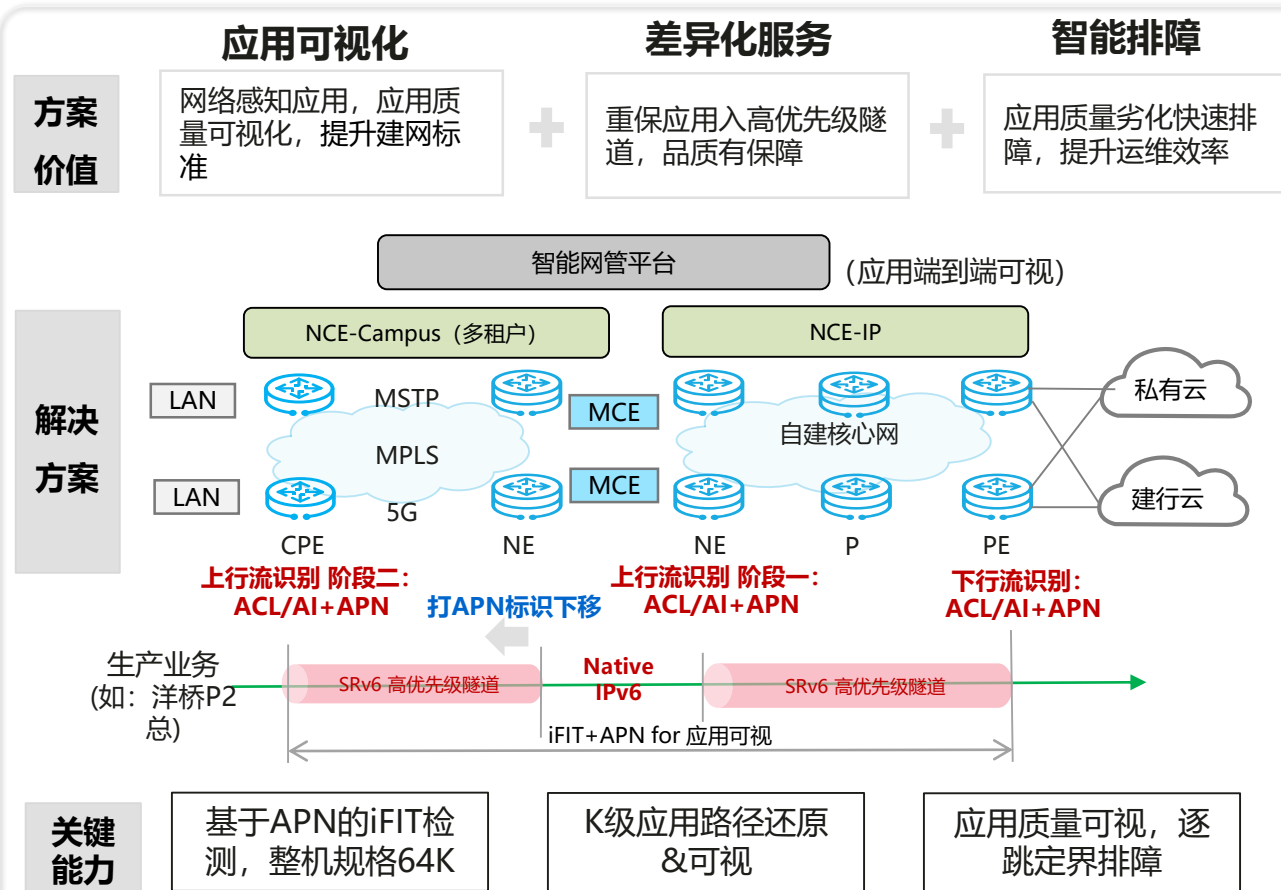 应用可视化
差异化服务
智能排障
方案
价值
网络感知应用，应用质
量可视化，提升建网标
准
重保应用入高优先级隧
道，品质有保障
应用质量劣化快速排
障，提升运维效率
智能网管平台
（应用端到端可视）
NCE-Campus（多租户）
NCE-IP
解决
方案
LAN
MSTP
MCE
自建核心网
私有云
MPLS
LAN
5G
MCE
建行云
CPE
NE
NE
P
PE
上行流识别 阶段二：
ACL/AI+APN
打APN标识下移
上行流识别 阶段一：
ACL/AI+APN
下行流识别：
ACL/AI+APN
生产业务
(如：洋桥P2
总)
SRv6 高优先级隧道
Native
IPv6
SRv6 高优先级隧道
iFIT+APN for 应用可视
关键
能力
基于APN的iFIT检
测，整机规格64K
K级应用路径还原
&可视
应用质量可视，逐
跳定界排障